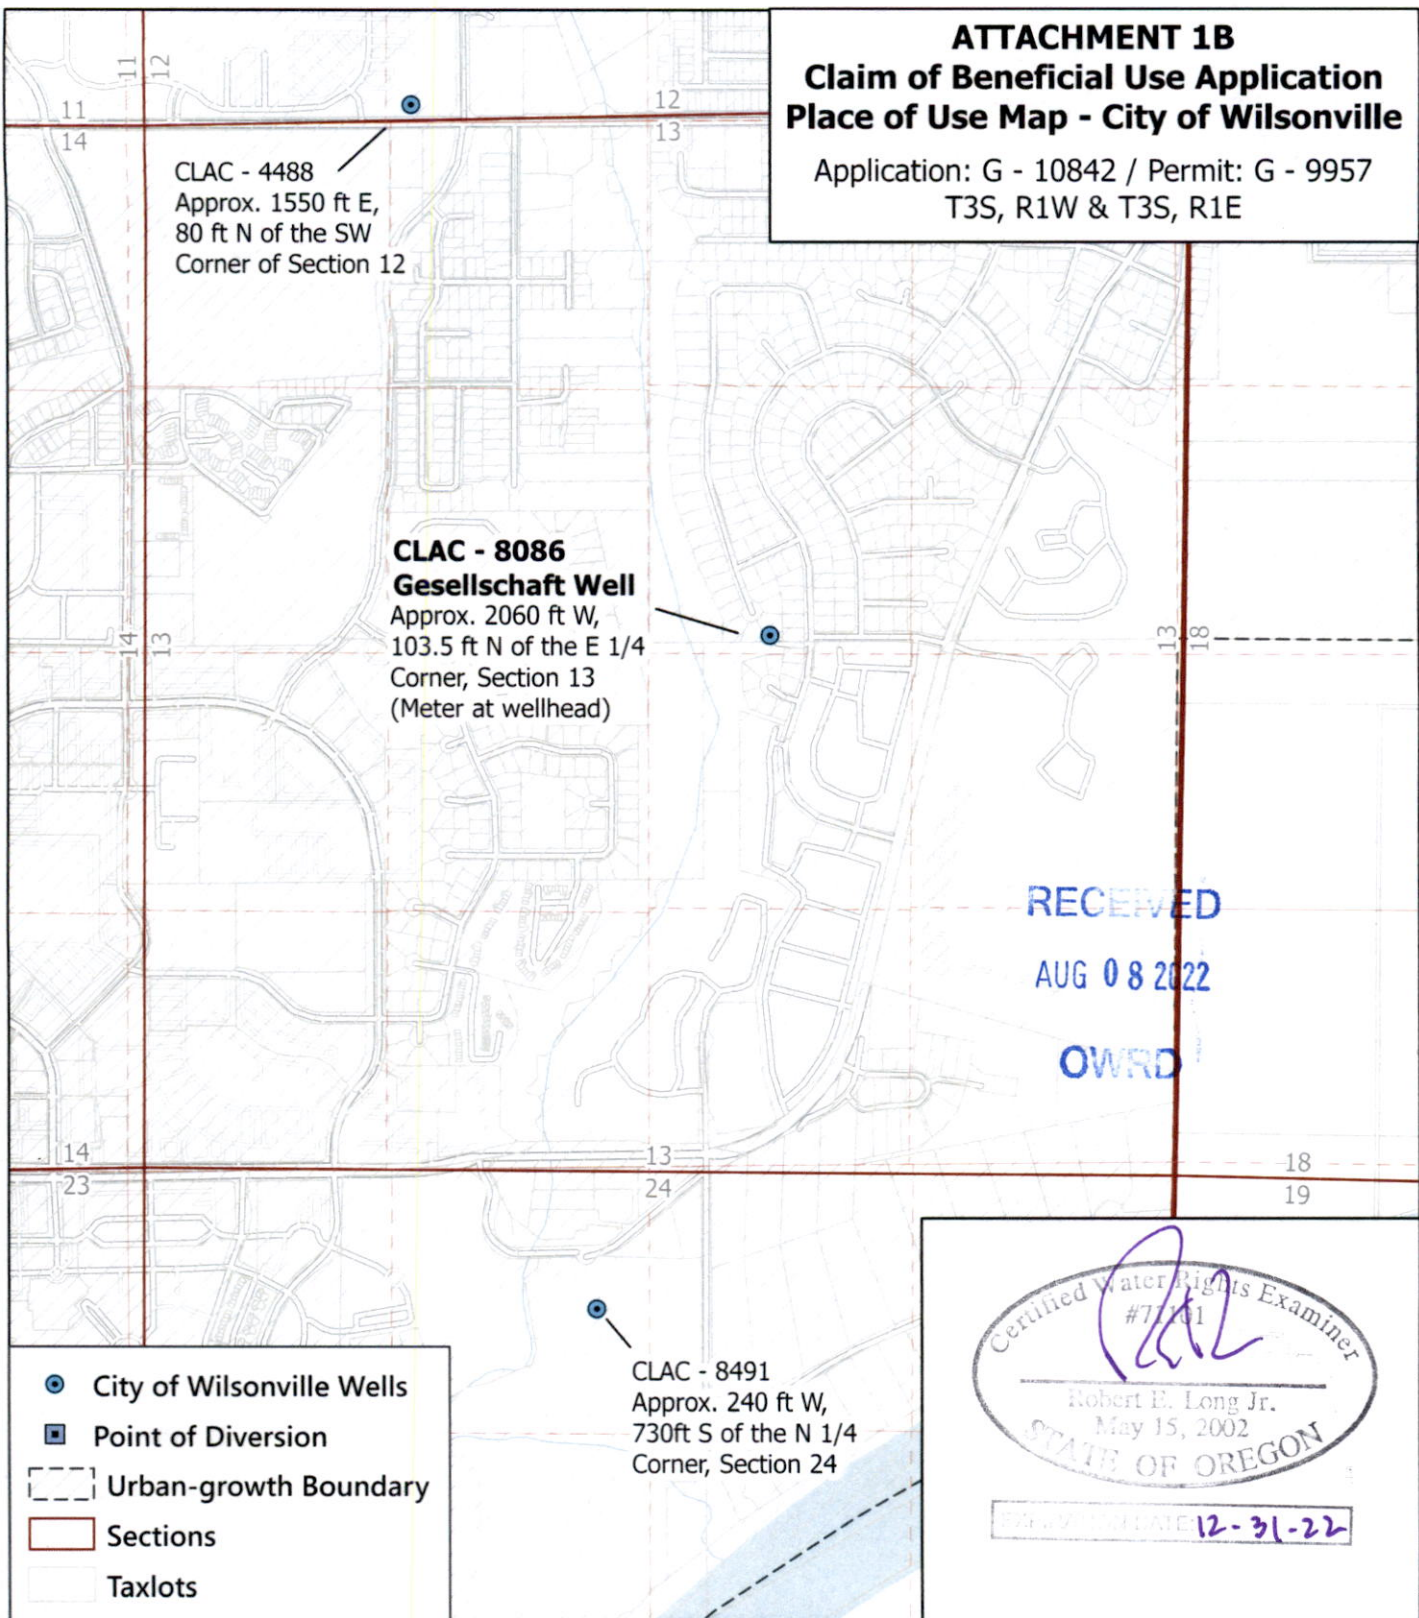 ATTACHMENT 1B
Claim of Beneficial Use Application
Place of Use Map - City of Wilsonville
Application: G - 10842 / Permit: G - 9957
T3S, R1W & T3S, R1E
11
12
11
14
12
13
CLAC - 4488
Approx. 1550 ft E,
80 ft N of the SW
Corner of Section 12
CLAC - 8086
Gesellschaft Well
Approx. 2060 ft W,
103.5 ft N of the E 1/4
Corner, Section 13
(Meter at wellhead)
14
13
13
18
RECEIVED
AUG 08 2022
OWRD
14
23
13
24
18
19
CLAC - 8491
Approx. 240 ft W,
730ft S of the N 1/4
Corner, Section 24
City of Wilsonville Wells
Point of Diversion
Urban-growth Boundary
Sections
Taxlots
Certified Water Rights Examiner
Robert E. Long Jr.
May 15, 2002
STATE OF OREGON
EXPIRATION DATE: 12-31-22